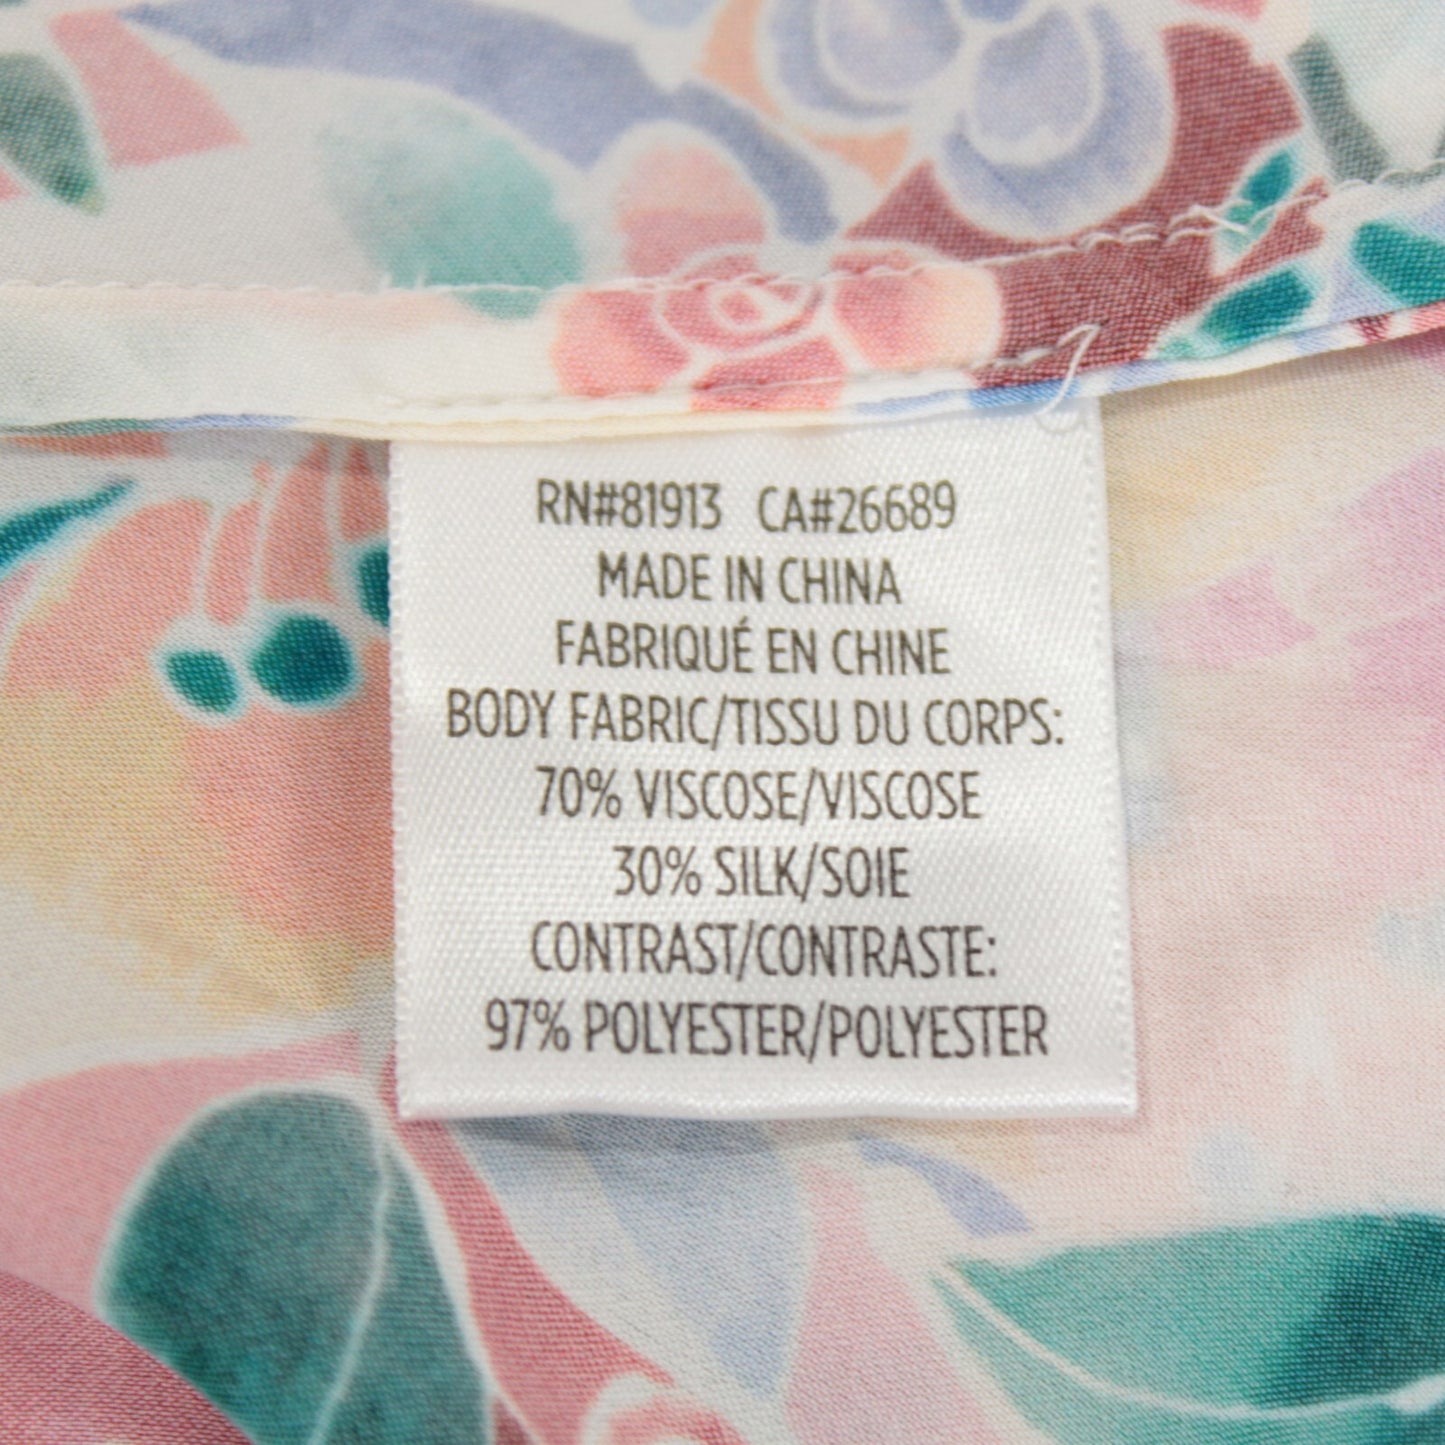 RN#81913 CA#26689
MADE IN CHINA
FABRIQUÉ EN CHINE
BODY FABRIC/TISSU DU CORPS:
70% VISCOSE/VISCOSE
30% SILK/SOIE
CONTRAST/CONTRASTE:
97% POLYESTER/POLYESTER